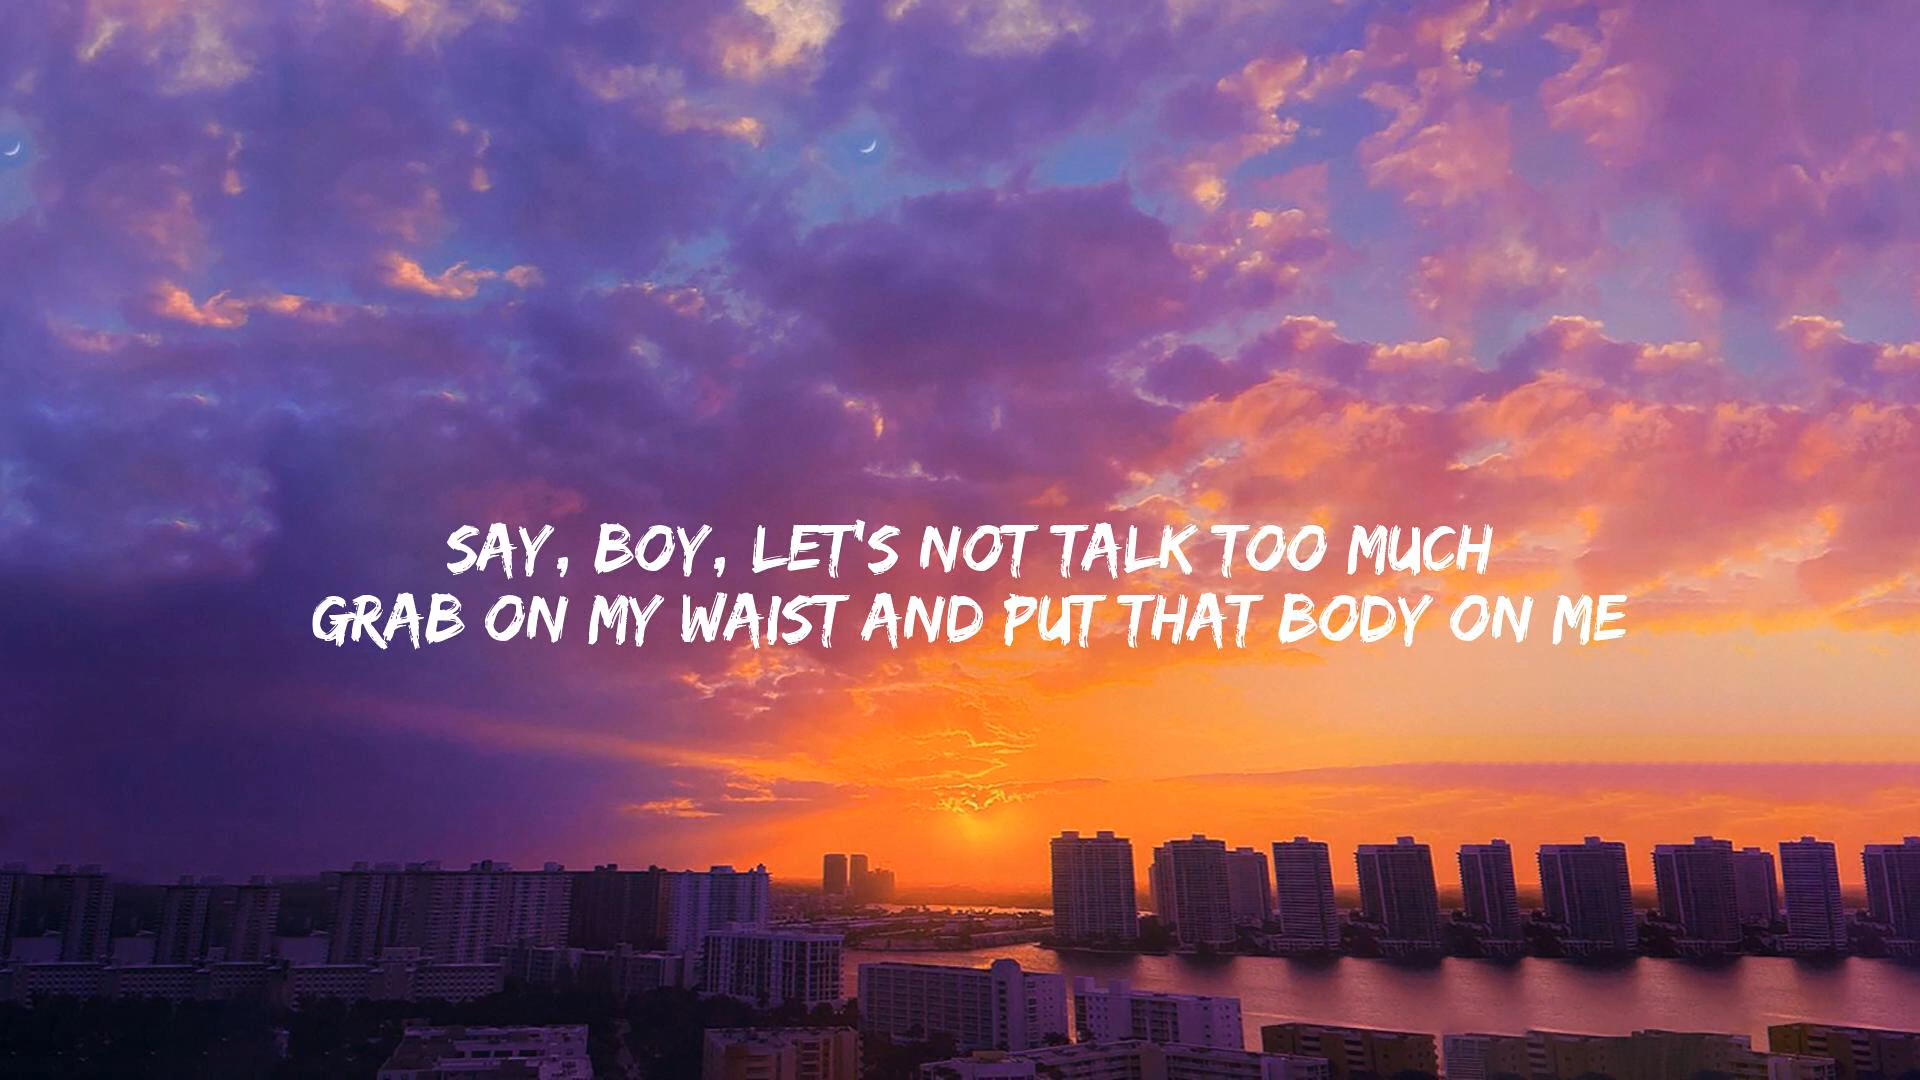 SAY, BOY, LET'S NOT TALK TOO MUCH
GRAB ON MY WAIST AND PUT THAT BODY ON ME